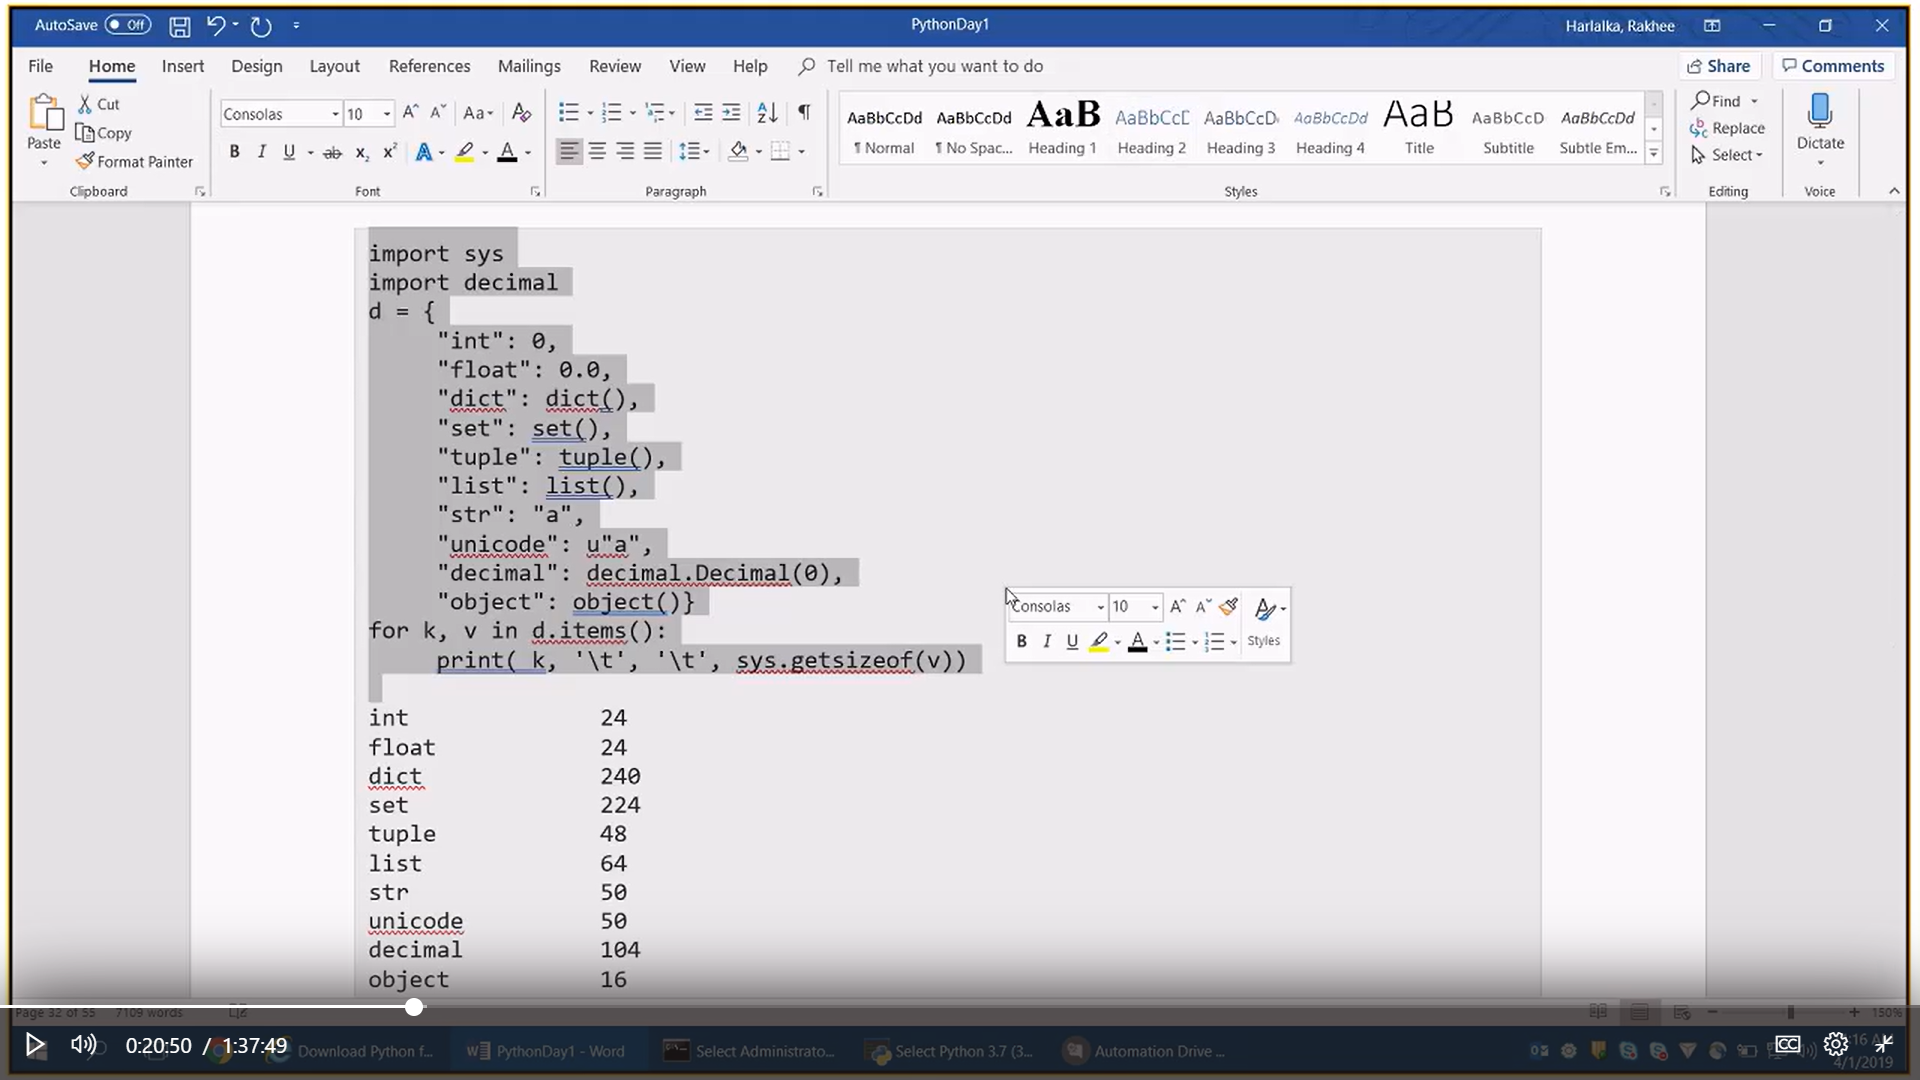 AutoSave Off PythonDay1 Harlalka, Rakhee
File Home Insert Design Layout References Mailings Review View Help Tell me what you want to do Share Comments
Paste Cut
Copy
Format Painter
Clipboard
Consolas 10 Aa
B I U ab x₂ x² A A
Font
Paragraph
AaBbCcDd AaBbCcDd AaB AaBbCcC AaBbCcD AaBbCcDd AaB AaBbCcD AaBbCcDd
¶ Normal ¶ No Spac... Heading 1 Heading 2 Heading 3 Heading 4 Title Subtitle Subtle Em...
Styles
Find
Replace
Select
Editing
Dictate
Voice
import sys
import decimal
d = {
"int": 0,
"float": 0.0,
"dict": dict(),
"set": set(),
"tuple": tuple(),
"list": list(),
"str": "a",
"unicode": u"a",
"decimal": decimal.Decimal(0),
"object": object()}
for k, v in d.items():
print( k, '\t', '\t', sys.getsizeof(v))
Consolas 10
B I U A Styles
int 24
float 24
dict 240
set 224
tuple 48
list 64
str 50
unicode 50
decimal 104
object 16
Page 32 of 55 7109 words 150%
0:20:50 / 1:37:49
Download Python f... PythonDay1 - Word Select Administrato... Select Python 3.7 (3... Automation Drive ...
CC
4/1/2019